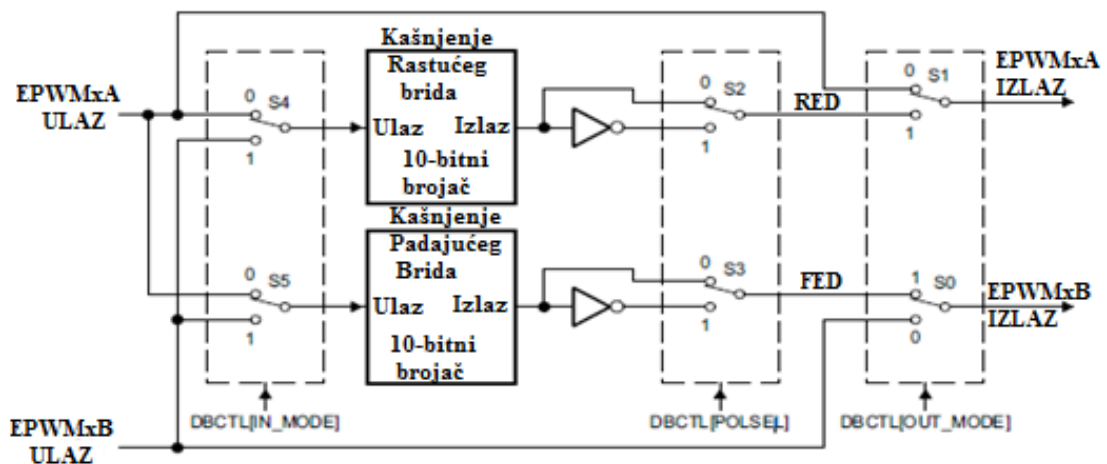 Kašnjenje
Rastućeg
brida
Ulaz Izlaz
10-bitni
brojač
EPWMxA
ULAZ
0 S4
1
0 S2
1
RED
0 S1
1
EPWMxA
IZLAZ
Kašnjenje
Padajućeg
Brida
Ulaz Izlaz
10-bitni
brojač
0 S5
1
0 S3
1
FED
1 S0
0
EPWMxB
IZLAZ
DBCTL[IN_MODE]
DBCTL[POLSEL]
DBCTL[OUT_MODE]
EPWMxB
ULAZ